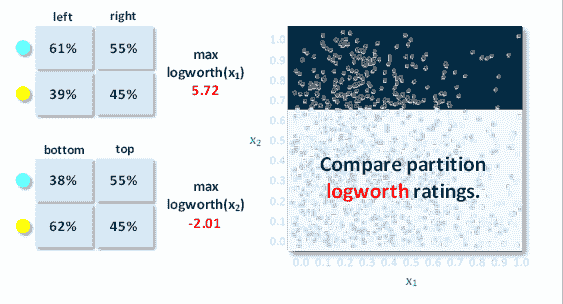 left right
61% 55%
39% 45%
max
logworth(x₁)
5.72
bottom top
38% 55%
62% 45%
max
logworth(x₂)
-2.01
1.0
0.9
0.8
0.7
0.6
0.5
0.4
0.3
0.2
0.1
0.0
x₂
Compare partition
logworth ratings.
0.0 0.1 0.2 0.3 0.4 0.5 0.6 0.7 0.8 0.9 1.0
x₁